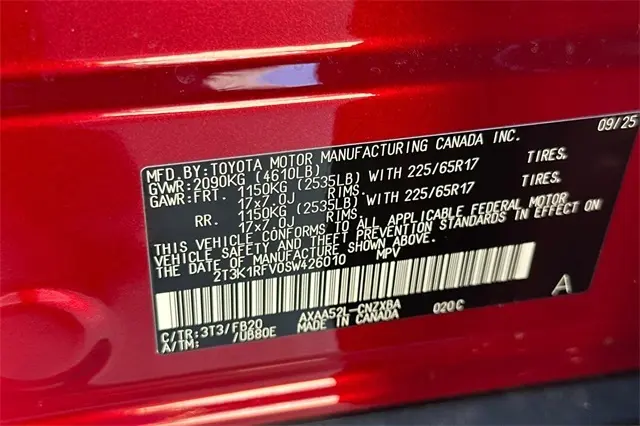 09/25
MFD.BY:TOYOTA MOTOR MANUFACTURING CANADA INC.
GVWR:2090KG (4610LB)
GAWR:FRT. 1150KG (2535LB) WITH 225/65R17 TIRES,
17x7.0J RIMS.
RR. 1150KG (2535LB) WITH 225/65R17 TIRES,
17x7.0J RIMS.
THIS VEHICLE CONFORMS TO ALL APPLICABLE FEDERAL MOTOR
VEHICLE SAFETY AND THEFT PREVENTION STANDARDS IN EFFECT ON
THE DATE OF MANUFACTURE SHOWN ABOVE.
2T3K1RFV0SW426010 MPV
A
C/TR:3T3/FB20 AXAA52L-CNZXBA 020C
A/TM: /UB80E MADE IN CANADA